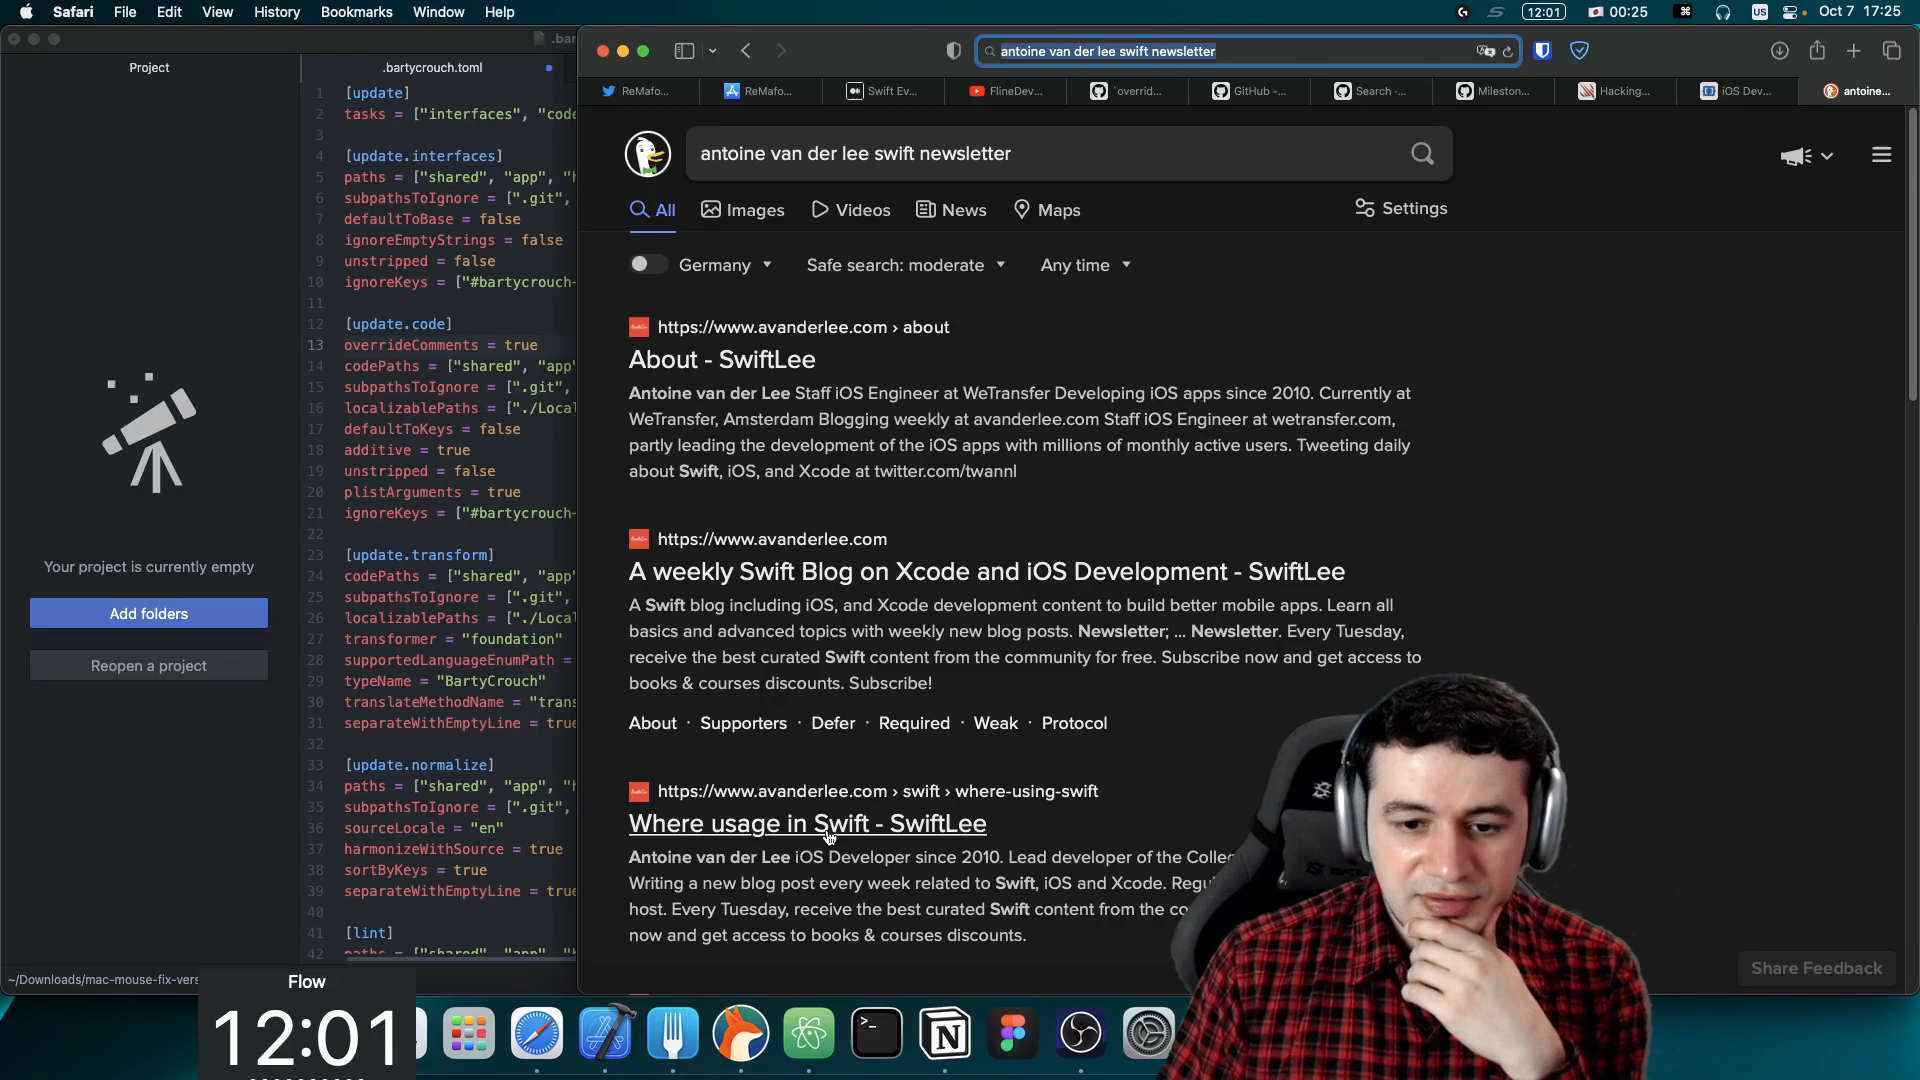 Safari File Edit View History Bookmarks Window Help
12:01
00:25
US
Oct 7 17:25
Project
.bartycrouch.toml
.bar
1 [update]
2 tasks = ["interfaces", "code
3
4 [update.interfaces]
5 paths = ["shared", "app", "h
6 subpathsToIgnore = [".git",
7 defaultToBase = false
8 ignoreEmptyStrings = false
9 unstripped = false
10 ignoreKeys = ["#bartycrouch-
11
12 [update.code]
13 overrideComments = true
14 codePaths = ["shared", "app"
15 subpathsToIgnore = [".git",
16 localizablePaths = ["./Local
17 defaultToKeys = false
18 additive = true
19 unstripped = false
20 plistArguments = true
21 ignoreKeys = ["#bartycrouch-
22
23 [update.transform]
24 codePaths = ["shared", "app"
25 subpathsToIgnore = [".git",
26 localizablePaths = ["./Local
27 transformer = "foundation"
28 supportedLanguageEnumPath =
29 typeName = "BartyCrouch"
30 translateMethodName = "trans
31 separateWithEmptyLine = true
32
33 [update.normalize]
34 paths = ["shared", "app", "h
35 subpathsToIgnore = [".git",
36 sourceLocale = "en"
37 harmonizeWithSource = true
38 sortByKeys = true
39 separateWithEmptyLine = true
40
41 [lint]
42 paths = ["shared", "app", "h
Your project is currently empty
Add folders
Reopen a project
~/Downloads/mac-mouse-fix-vers
Flow
12:01
antoine van der lee swift newsletter
ReMafo...
ReMafo...
Swift Ev...
FlineDev...
`overrid...
GitHub -...
Search ·...
Mileston...
Hacking...
iOS Dev...
antoine...
antoine van der lee swift newsletter
All Images Videos News Maps
Settings
Germany
Safe search: moderate
Any time
https://www.avanderlee.com › about
About - SwiftLee
Antoine van der Lee Staff iOS Engineer at WeTransfer Developing iOS apps since 2010. Currently at
WeTransfer, Amsterdam Blogging weekly at avanderlee.com Staff iOS Engineer at wetransfer.com,
partly leading the development of the iOS apps with millions of monthly active users. Tweeting daily
about Swift, iOS, and Xcode at twitter.com/twannl
https://www.avanderlee.com
A weekly Swift Blog on Xcode and iOS Development - SwiftLee
A Swift blog including iOS, and Xcode development content to build better mobile apps. Learn all
basics and advanced topics with weekly new blog posts. Newsletter; ... Newsletter. Every Tuesday,
receive the best curated Swift content from the community for free. Subscribe now and get access to
books & courses discounts. Subscribe!
About · Supporters · Defer · Required · Weak · Protocol
https://www.avanderlee.com › swift › where-using-swift
Where usage in Swift - SwiftLee
Antoine van der Lee iOS Developer since 2010. Lead developer of the Collec
Writing a new blog post every week related to Swift, iOS and Xcode. Regu
host. Every Tuesday, receive the best curated Swift content from the co
now and get access to books & courses discounts.
Share Feedback